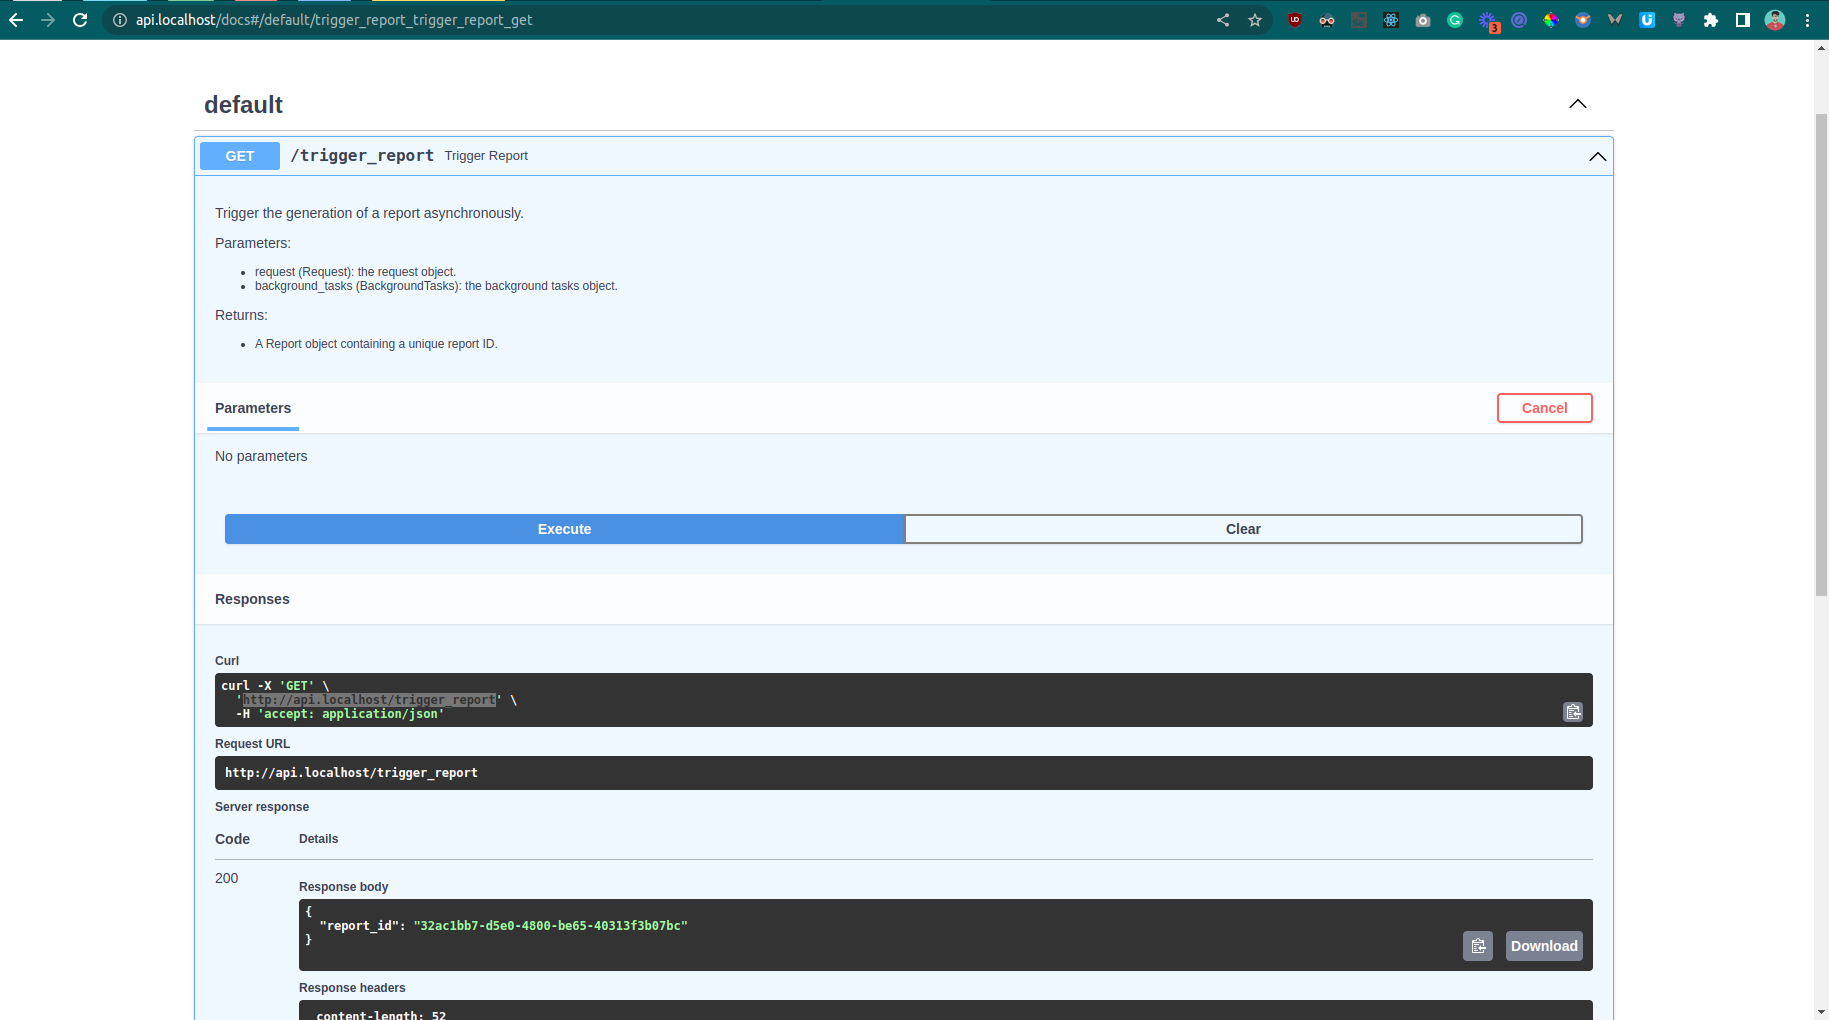 api.localhost/docs#/default/trigger_report_trigger_report_get
3
default
GET /trigger_report Trigger Report
Trigger the generation of a report asynchronously.
Parameters:
request (Request): the request object.
background_tasks (BackgroundTasks): the background tasks object.
Returns:
A Report object containing a unique report ID.
Parameters
Cancel
No parameters
Execute
Clear
Responses
Curl
curl -X 'GET' \
'http://api.localhost/trigger_report' \
-H 'accept: application/json'
Request URL
http://api.localhost/trigger_report
Server response
Code Details
200
Response body
{
"report_id": "32ac1bb7-d5e0-4800-be65-40313f3b07bc"
}
Download
Response headers
content-length: 52